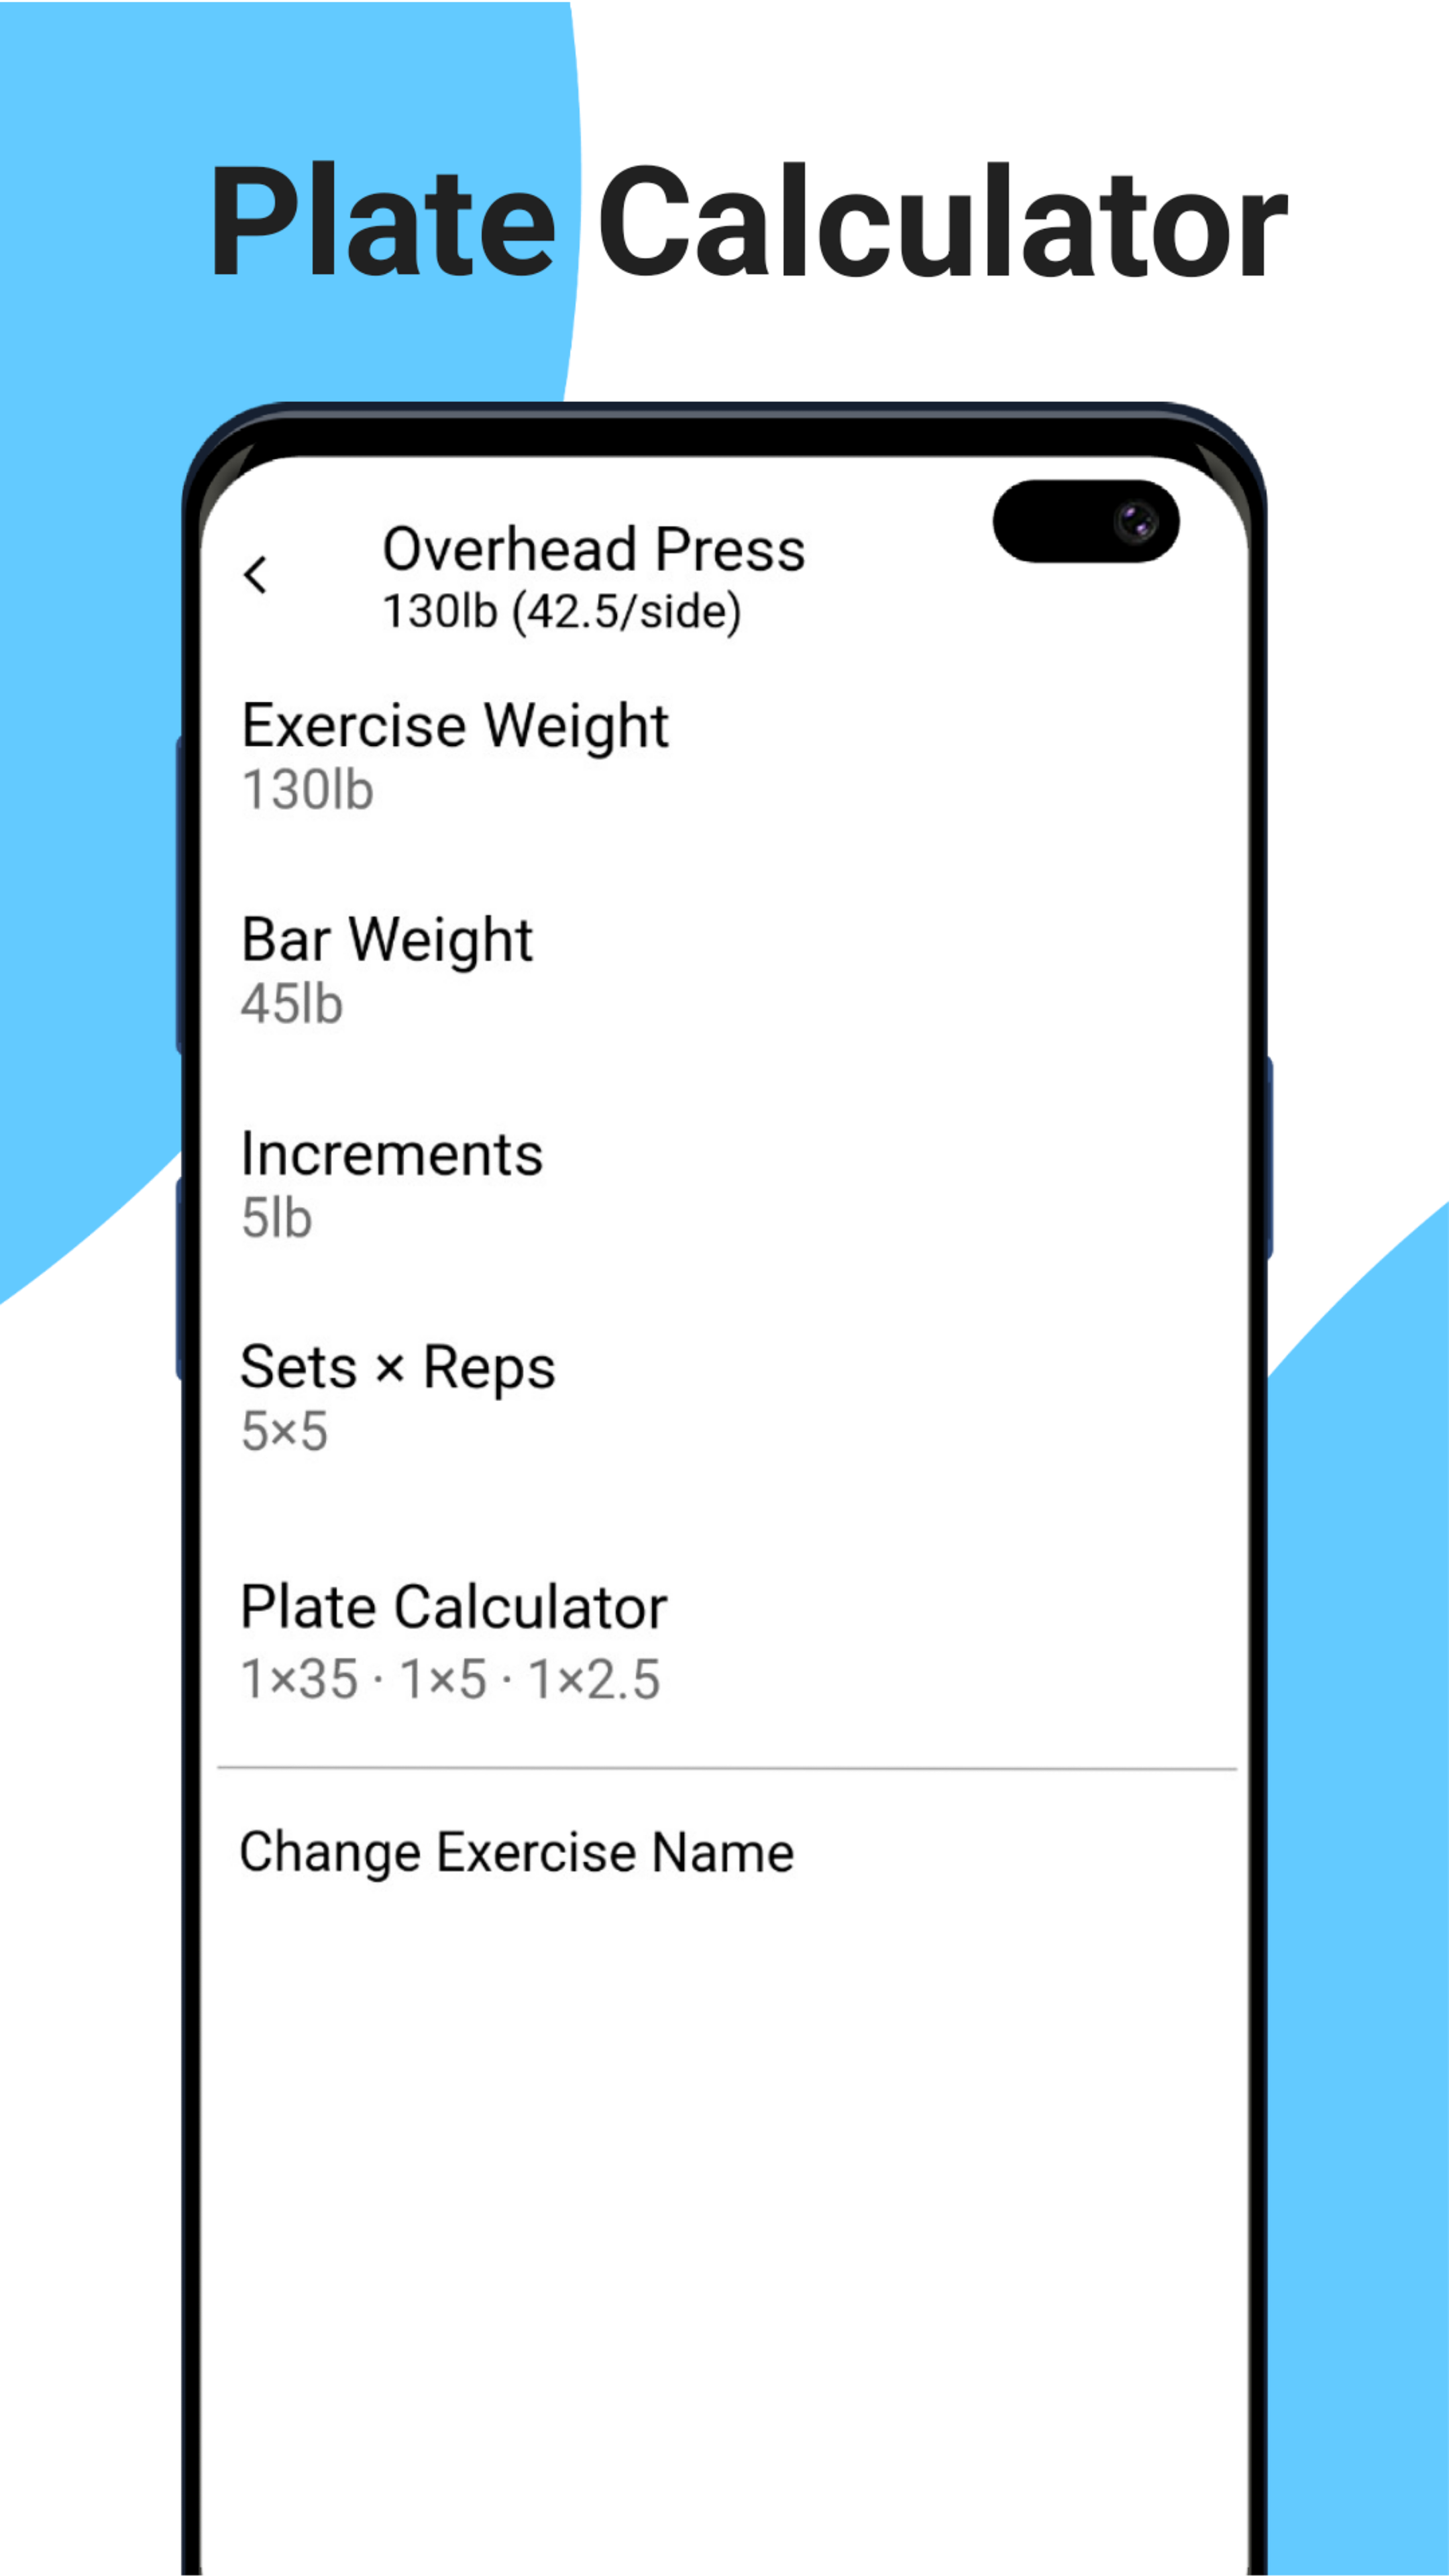 Plate Calculator
Overhead Press
130lb (42.5/side)
Exercise Weight
130lb
Bar Weight
45lb
Increments
5lb
Sets × Reps
5×5
Plate Calculator
1×35 · 1×5 · 1×2.5
Change Exercise Name